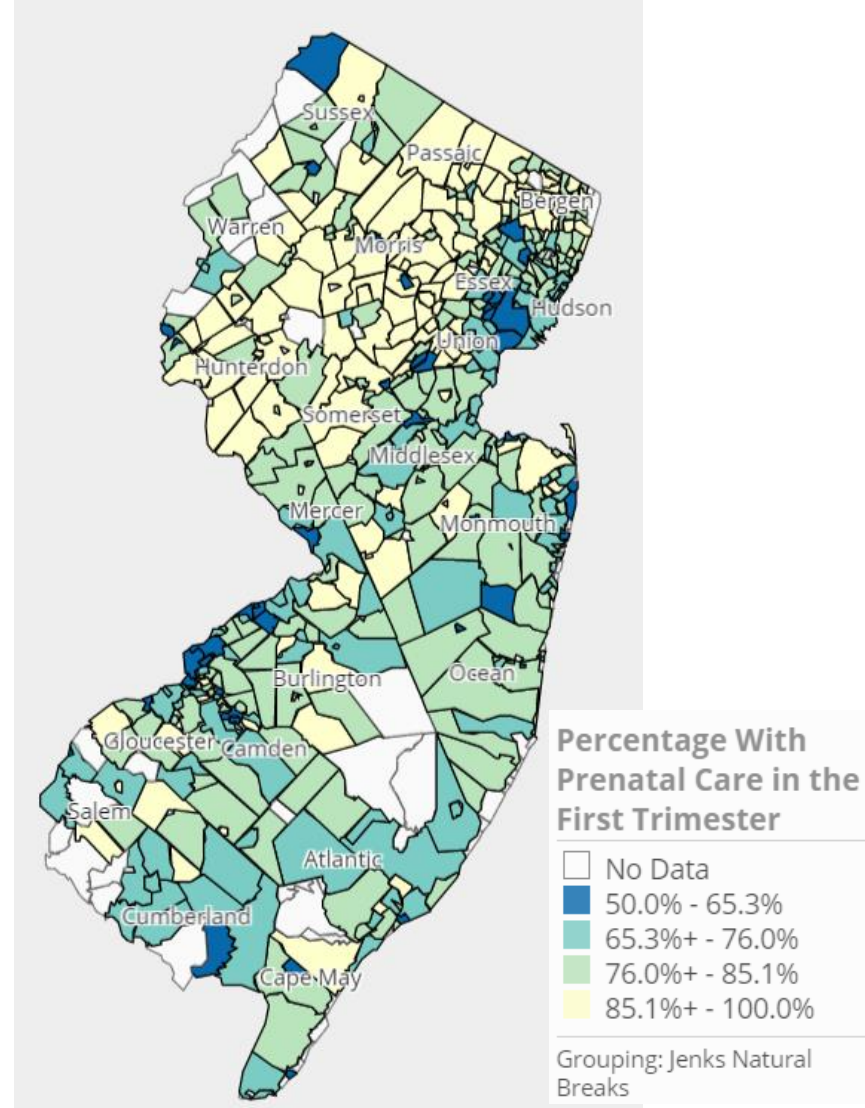 Sussex
Passaic
Bergen
Warren
Morris
Essex
Hudson
Union
Hunterdon
Somerset
Middlesex
Mercer
Monmouth
Burlington
Ocean
Gloucester
Camden
Salem
Atlantic
Cumberland
Cape May
Percentage With
Prenatal Care in the
First Trimester
No Data
50.0% - 65.3%
65.3%+ - 76.0%
76.0%+ - 85.1%
85.1%+ - 100.0%
Grouping: Jenks Natural
Breaks